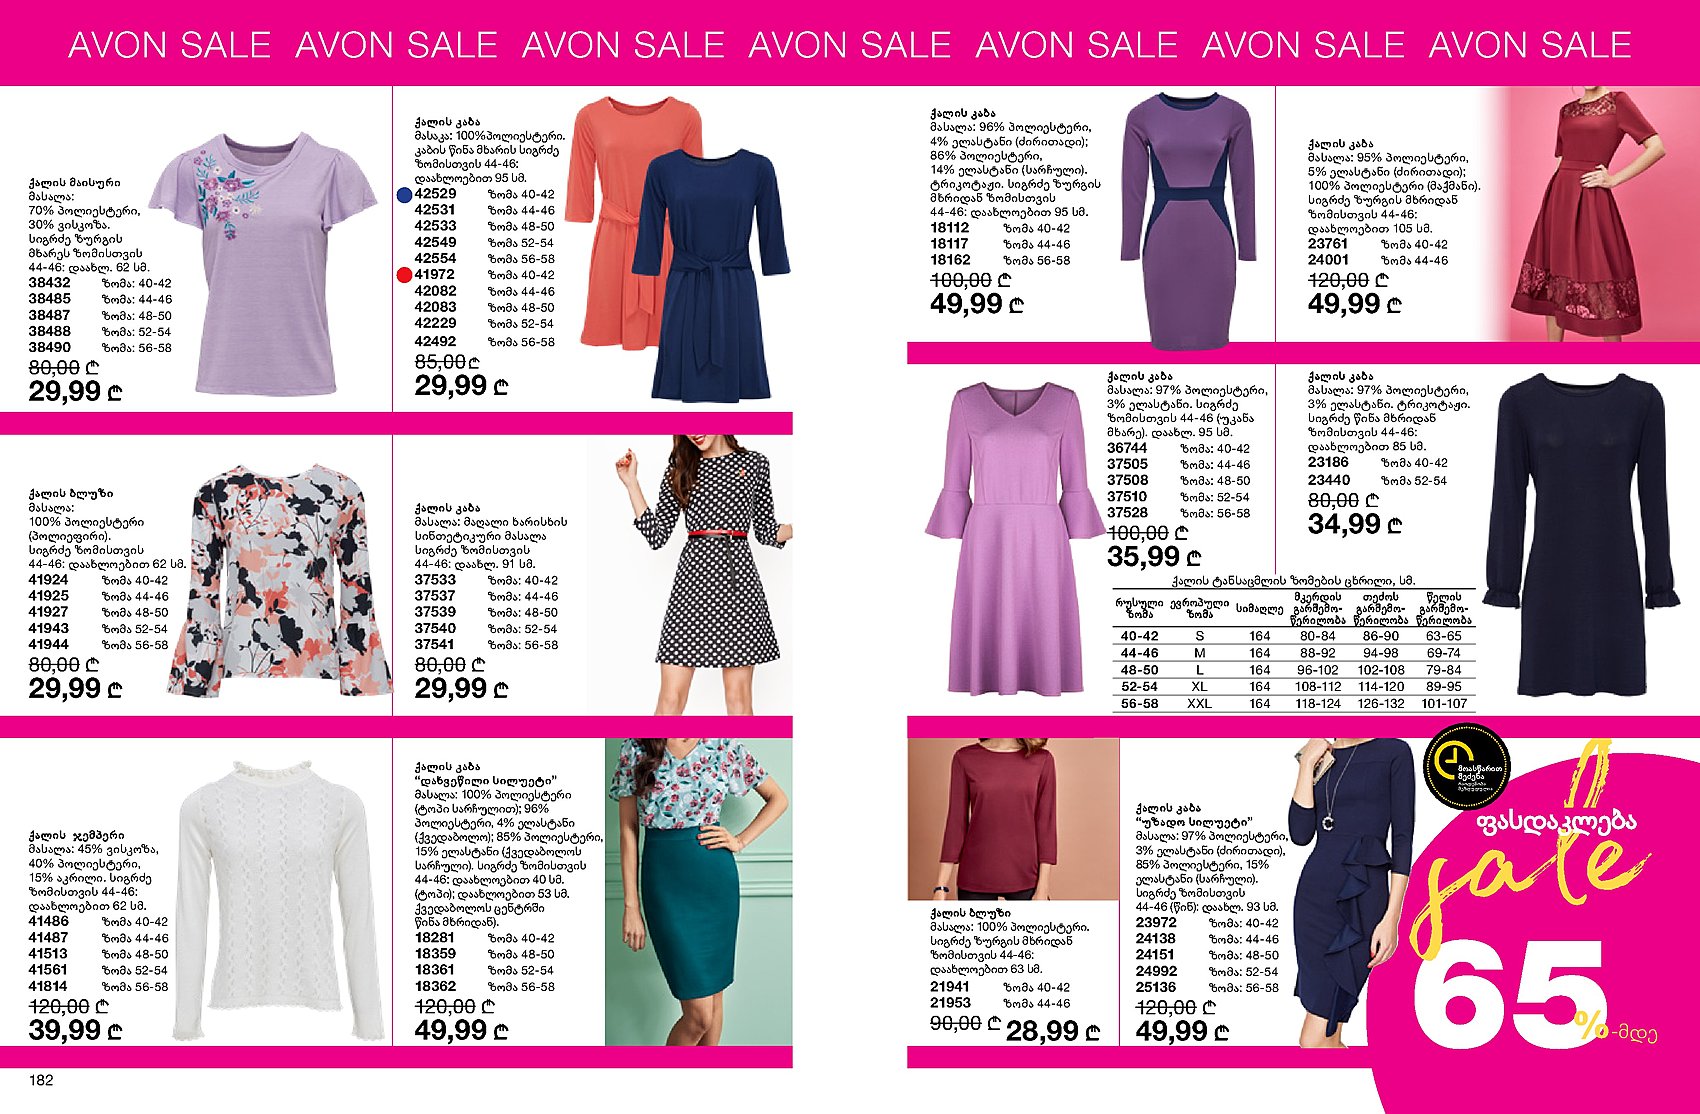 AVON SALE AVON SALE AVON SALE AVON SALE AVON SALE AVON SALE AVON SALE
ქალის მაისური
მასალა:
70% პოლიესტერი,
30% ვისკოზა.
სიგრძე ზურგის
მხარეს ზომისთვის
44-46: დაახლ. 62 სმ.
38432 ზომა: 40-42
38485 ზომა: 44-46
38487 ზომა: 48-50
38488 ზომა: 52-54
38490 ზომა: 56-58
80,00 ₾
29,99 ₾
ქალის კაბა
მასაკა: 100%პოლიესტერი.
კაბის წინა მხარის სიგრძე
ზომისთვის 44-46:
დაახლოებით 95 სმ.
42529 ზომა 40-42
42531 ზომა 44-46
42533 ზომა 48-50
42549 ზომა 52-54
42554 ზომა 56-58
41972 ზომა 40-42
42082 ზომა 44-46
42083 ზომა 48-50
42229 ზომა 52-54
42492 ზომა 56-58
85,00 ₾
29,99 ₾
ქალის ბლუზი
მასალა:
100% პოლიესტერი
(პოლიეფირი).
სიგრძე ზომისთვის
44-46: დაახლოებით 62 სმ.
41924 ზომა 40-42
41925 ზომა 44-46
41927 ზომა 48-50
41943 ზომა 52-54
41944 ზომა 56-58
80,00 ₾
29,99 ₾
ქალის კაბა
მასალა: მაღალი ხარისხის
სინთეტიკური მასალა
სიგრძე ზომისთვის
44-46: დაახლ. 91 სმ.
37533 ზომა: 40-42
37537 ზომა: 44-46
37539 ზომა: 48-50
37540 ზომა: 52-54
37541 ზომა: 56-58
80,00 ₾
29,99 ₾
ქალის ჯემპერი
მასალა: 45% ვისკოზა,
40% პოლიესტერი,
15% აკრილი. სიგრძე
ზომისთვის 44-46:
დაახლოებით 62 სმ.
41486 ზომა 40-42
41487 ზომა 44-46
41513 ზომა 48-50
41561 ზომა 52-54
41814 ზომა 56-58
120,00 ₾
39,99 ₾
ქალის კაბა
“დახვეწილი სილუეტი”
მასალა: 100% პოლიესტერი
(ტოპი სარჩულით); 96%
პოლიესტერი, 4% ელასტანი
(ქვედაბოლო); 85% პოლიესტერი,
15% ელასტანი (ქვედაბოლოს
სარჩული). სიგრძე ზომისთვის
44-46: დაახლოებით 40 სმ.
(ტოპი); დაახლოებით 53 სმ.
ქვედაბოლოს ცენტრში
წინა მხრიდან).
18281 ზომა 40-42
18359 ზომა 48-50
18361 ზომა 52-54
18362 ზომა 56-58
120,00 ₾
49,99 ₾
182
ქალის კაბა
მასალა: 96% პოლიესტერი,
4% ელასტანი (ძირითადი);
86% პოლიესტერი,
14% ელასტანი (სარჩული).
ტრიკოტაჟი. სიგრძე ზურგის
მხრიდან ზომისთვის
44-46: დაახლოებით 95 სმ.
18112 ზომა 40-42
18117 ზომა 44-46
18162 ზომა 56-58
100,00 ₾
49,99 ₾
ქალის კაბა
მასალა: 95% პოლიესტერი,
5% ელასტანი (ძირითადი);
100% პოლიესტერი (მაქმანი).
სიგრძე ზურგის მხრიდან
ზომისთვის 44-46:
დაახლოებით 105 სმ.
23761 ზომა 40-42
24001 ზომა 44-46
120,00 ₾
49,99 ₾
ქალის კაბა
მასალა: 97% პოლიესტერი,
3% ელასტანი. სიგრძე
ზომისთვის 44-46 (უკანა
მხარე). დაახლ. 95 სმ.
36744 ზომა: 40-42
37505 ზომა: 44-46
37508 ზომა: 48-50
37510 ზომა: 52-54
37528 ზომა: 56-58
100,00 ₾
35,99 ₾
ქალის კაბა
მასალა: 97% პოლიესტერი,
3% ელასტანი. ტრიკოტაჟი.
სიგრძე წინა მხრიდან
ზომისთვის 44-46:
დაახლოებით 85 სმ.
23186 ზომა 40-42
23440 ზომა 52-54
80,00 ₾
34,99 ₾
ქალის ტანსაცმლის ზომების ცხრილი, სმ.
რუსული ზომა ევროპული ზომა სიმაღლე მკერდის გარშემო-წერილობა თეძოს გარშემო-წერილობა წელის გარშემო-წერილობა
40-42 S 164 80-84 86-90 63-65
44-46 M 164 88-92 94-98 69-74
48-50 L 164 96-102 102-108 79-84
52-54 XL 164 108-112 114-120 89-95
56-58 XXL 164 118-124 126-132 101-107
ქალის ბლუზი
მასალა: 100% პოლიესტერი.
სიგრძე ზურგის მხრიდან
ზომისთვის 44-46:
დაახლოებით 63 სმ.
21941 ზომა 40-42
21953 ზომა 44-46
90,00 ₾ 28,99 ₾
ქალის კაბა
“უზადო სილუეტი”
მასალა: 97% პოლიესტერი,
3% ელასტანი (ძირითადი),
85% პოლიესტერი, 15%
ელასტანი (სარჩული).
სიგრძე ზომისთვის
44-46 (წინ): დაახლ. 93 სმ.
23972 ზომა: 40-42
24138 ზომა: 44-46
24151 ზომა: 48-50
24992 ზომა: 52-54
25136 ზომა: 56-58
120,00 ₾
49,99 ₾
მოასწარით
შეძენა
ფასდაკლება
sale
65%-მდე